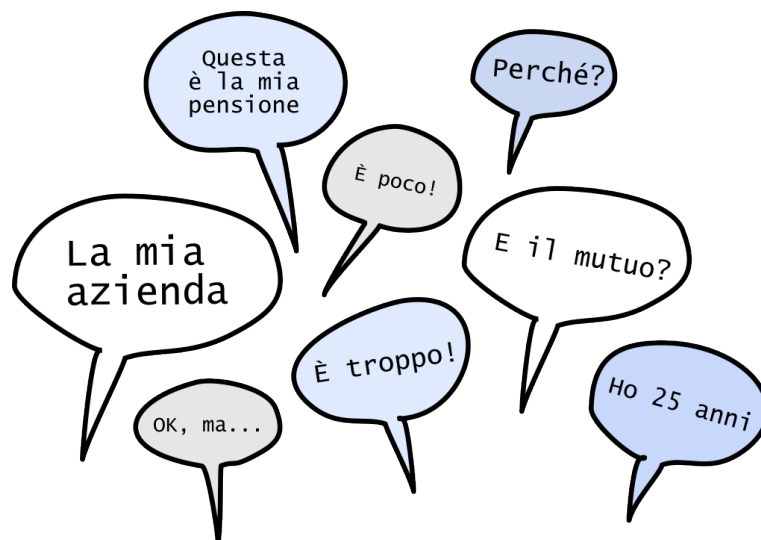 Questa
è la mia
pensione
Perché?
È poco!
La mia
azienda
E il mutuo?
È troppo!
Ho 25 anni
OK, ma...